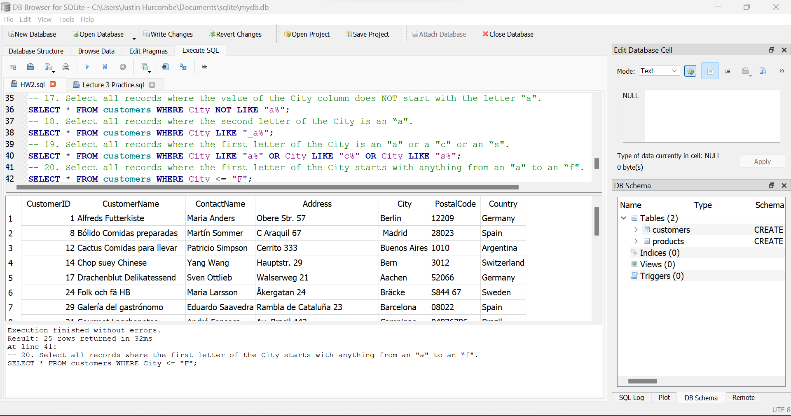 DB Browser for SQLite - C:\Users\Justin Hurcombe\Documents\sqlite\mydb.db
File Edit View Tools Help
New Database Open Database Write Changes Revert Changes Open Project Save Project Attach Database Close Database
Database Structure Browse Data Edit Pragmas Execute SQL
HW2.sql Lecture 3 Practice.sql
35 -- 17. Select all records where the value of the City column does NOT start with the letter "a".
36 SELECT * FROM customers WHERE City NOT LIKE "a%";
37 -- 18. Select all records where the second letter of the City is an "a".
38 SELECT * FROM customers WHERE City LIKE "_a%";
39 -- 19. Select all records where the first letter of the City is an "a" or a "c" or an "s".
40 SELECT * FROM customers WHERE City LIKE "a%" OR City LIKE "c%" OR City LIKE "s%";
41 -- 20. Select all records where the first letter of the City starts with anything from an "a" to an "f".
42 SELECT * FROM customers WHERE City <= "F";
CustomerID CustomerName ContactName Address City PostalCode Country
1 1 Alfreds Futterkiste Maria Anders Obere Str. 57 Berlin 12209 Germany
2 8 Bólido Comidas preparadas Martín Sommer C Araquil 67 Madrid 28023 Spain
3 12 Cactus Comidas para llevar Patricio Simpson Cerrito 333 Buenos Aires 1010 Argentina
4 14 Chop suey Chinese Yang Wang Hauptstr. 29 Bern 3012 Switzerland
5 17 Drachenblut Delikatessend Sven Ottlieb Walserweg 21 Aachen 52066 Germany
6 24 Folk och fä HB Maria Larsson Åkergatan 24 Bräcke S844 67 Sweden
7 29 Galería del gastrónomo Eduardo Saavedra Rambla de Cataluña 23 Barcelona 08022 Spain
Execution finished without errors.
Result: 25 rows returned in 32ms
At line 41:
-- 20. Select all records where the first letter of the City starts with anything from an "a" to an "f".
SELECT * FROM customers WHERE City <= "F";
Edit Database Cell
Mode: Text
NULL
Type of data currently in cell: NULL
0 byte(s)
Apply
DB Schema
Name Type Schema
Tables (2)
customers CREATE
products CREATE
Indices (0)
Views (0)
Triggers (0)
SQL Log Plot DB Schema Remote
UTF-8